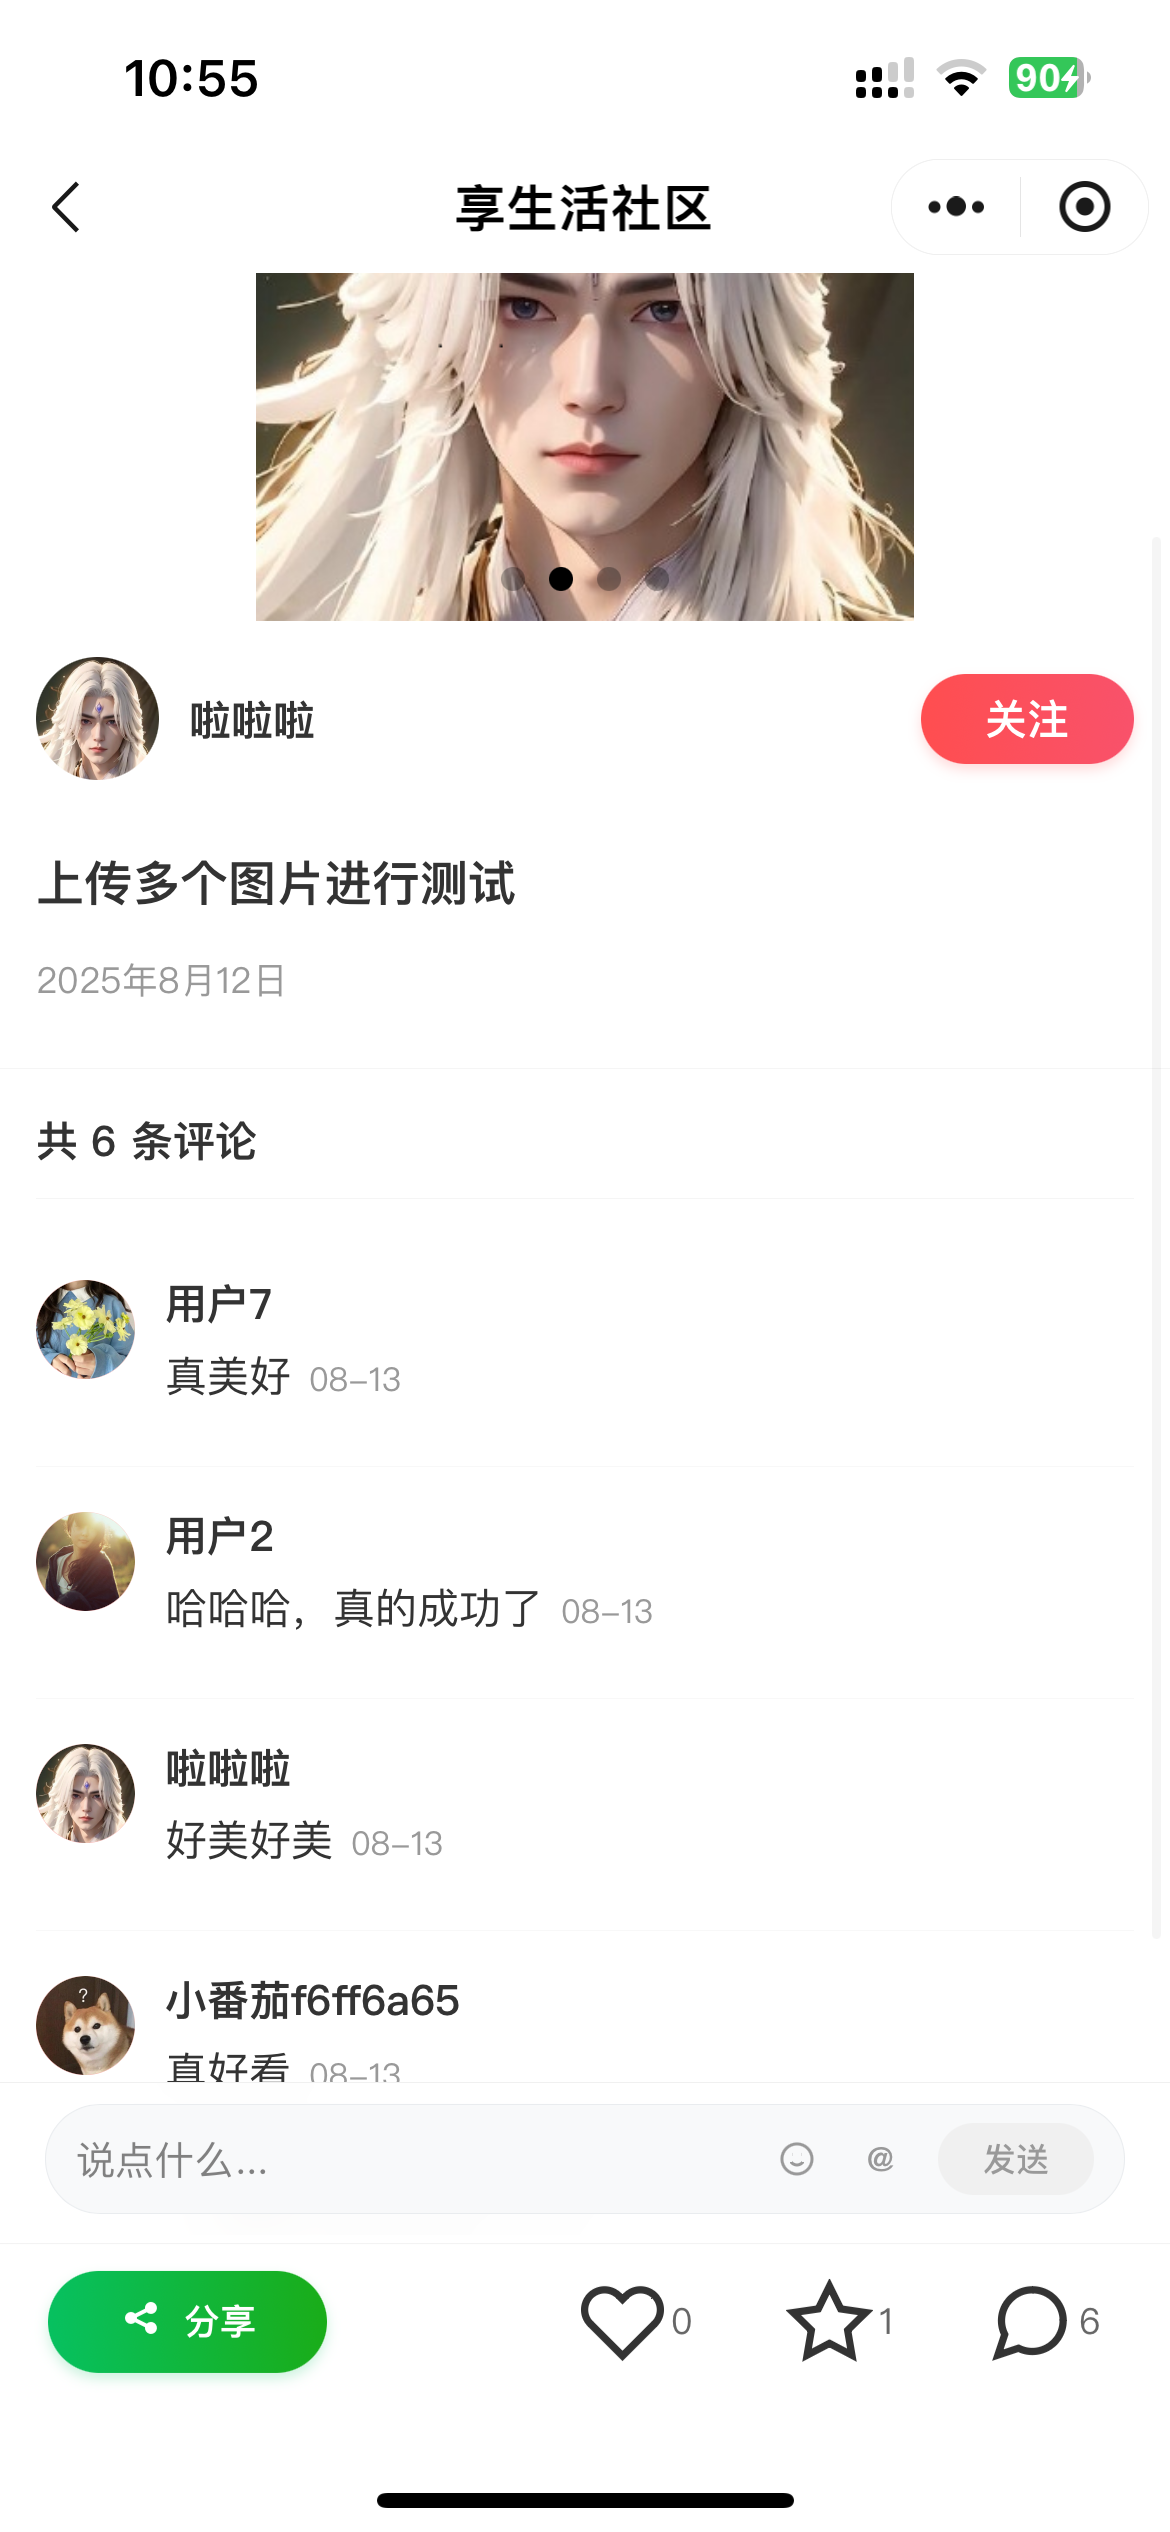 10:55
90
享生活社区
啦啦啦
关注
上传多个图片进行测试
2025年8月12日
共 6 条评论
用户7
真美好 08-13
用户2
哈哈哈，真的成功了 08-13
啦啦啦
好美好美 08-13
?
小番茄f6ff6a65
真好看 08-13
说点什么...
@
发送
分享
0
1
6